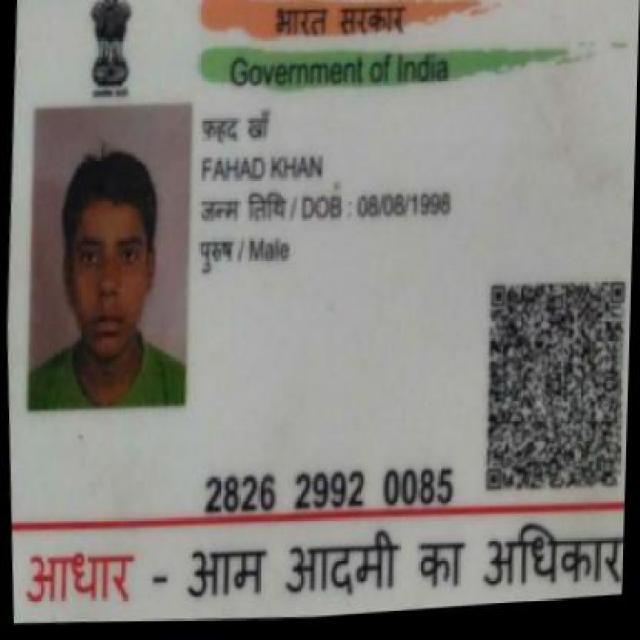 भारत सरकार
Government of India
फ़हद खाँ
FAHAD KHAN
जन्म तिथि / DOB : 08/08/1998
पुरुष / Male
2826 2992 0085
आधार - आम आदमी का अधिकार